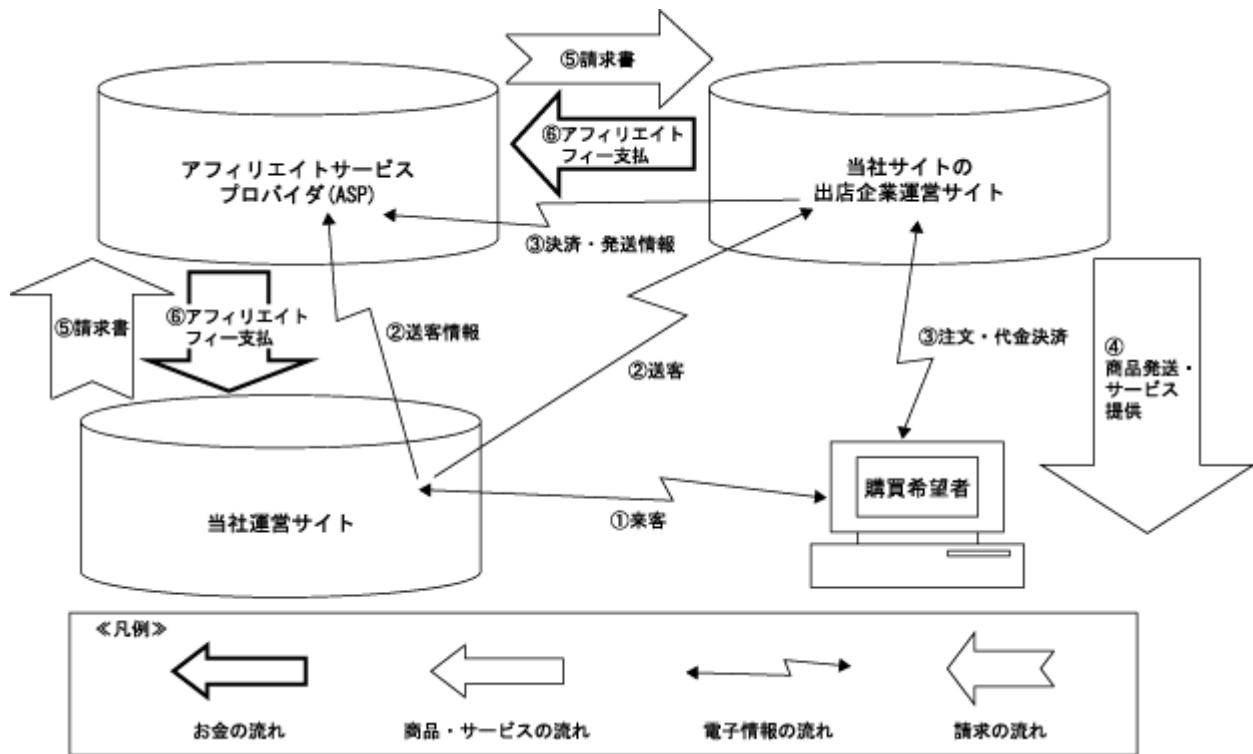 ⑤請求書
⑥アフィリエイト
フィー支払
アフィリエイトサービス
プロバイダ(ASP)
当社サイトの
出店企業運営サイト
③決済・発送情報
⑤請求書
⑥アフィリエイト
フィー支払
②送客情報
②送客
③注文・代金決済
④
商品発送・
サービス
提供
当社運営サイト
①来客
購買希望者
≪凡例≫
お金の流れ
商品・サービスの流れ
電子情報の流れ
請求の流れ